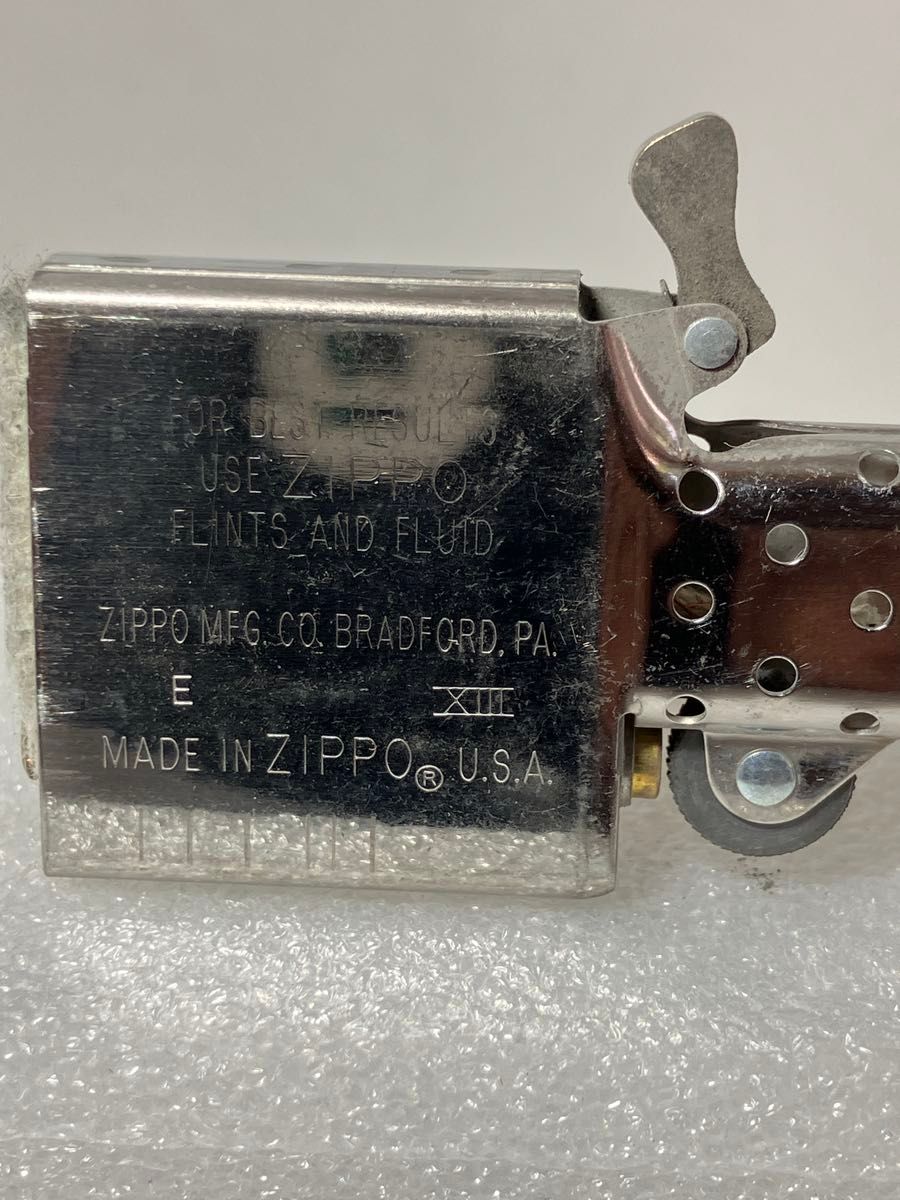 FOR BEST RESULTS
USE ZIPPO
FLINTS AND FLUID
ZIPPO MFG. CO. BRADFORD, PA.
E XIII
MADE IN ZIPPO® U.S.A.